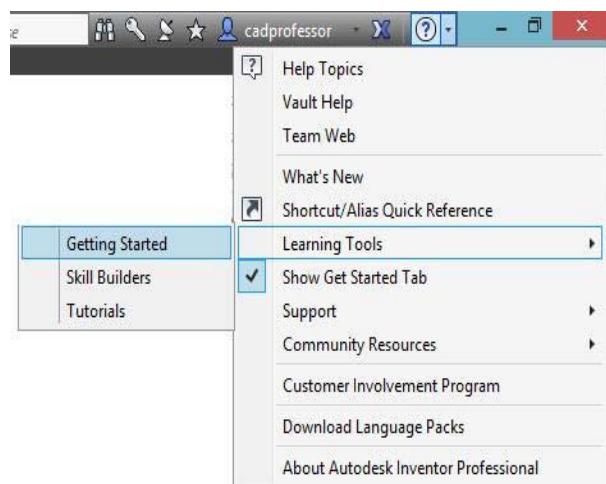 cadprofessor
Help Topics
Vault Help
Team Web
What's New
Shortcut/Alias Quick Reference
Learning Tools
Getting Started
Skill Builders
Tutorials
Show Get Started Tab
Support
Community Resources
Customer Involvement Program
Download Language Packs
About Autodesk Inventor Professional